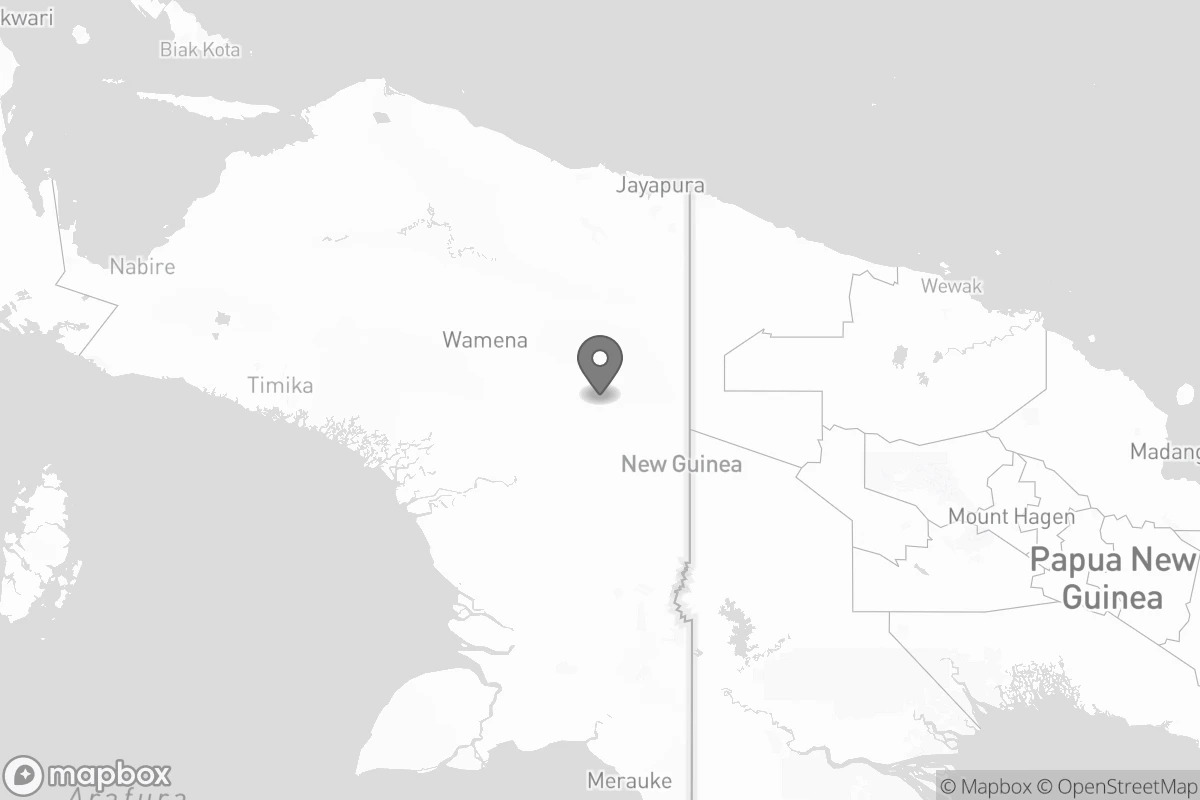 kwari
Biak Kota
Jayapura
Nabire
Wewak
Wamena
Timika
Madang
New Guinea
Mount Hagen
Papua New
Guinea
Merauke
mapbox
Arafura
© Mapbox © OpenStreetMap